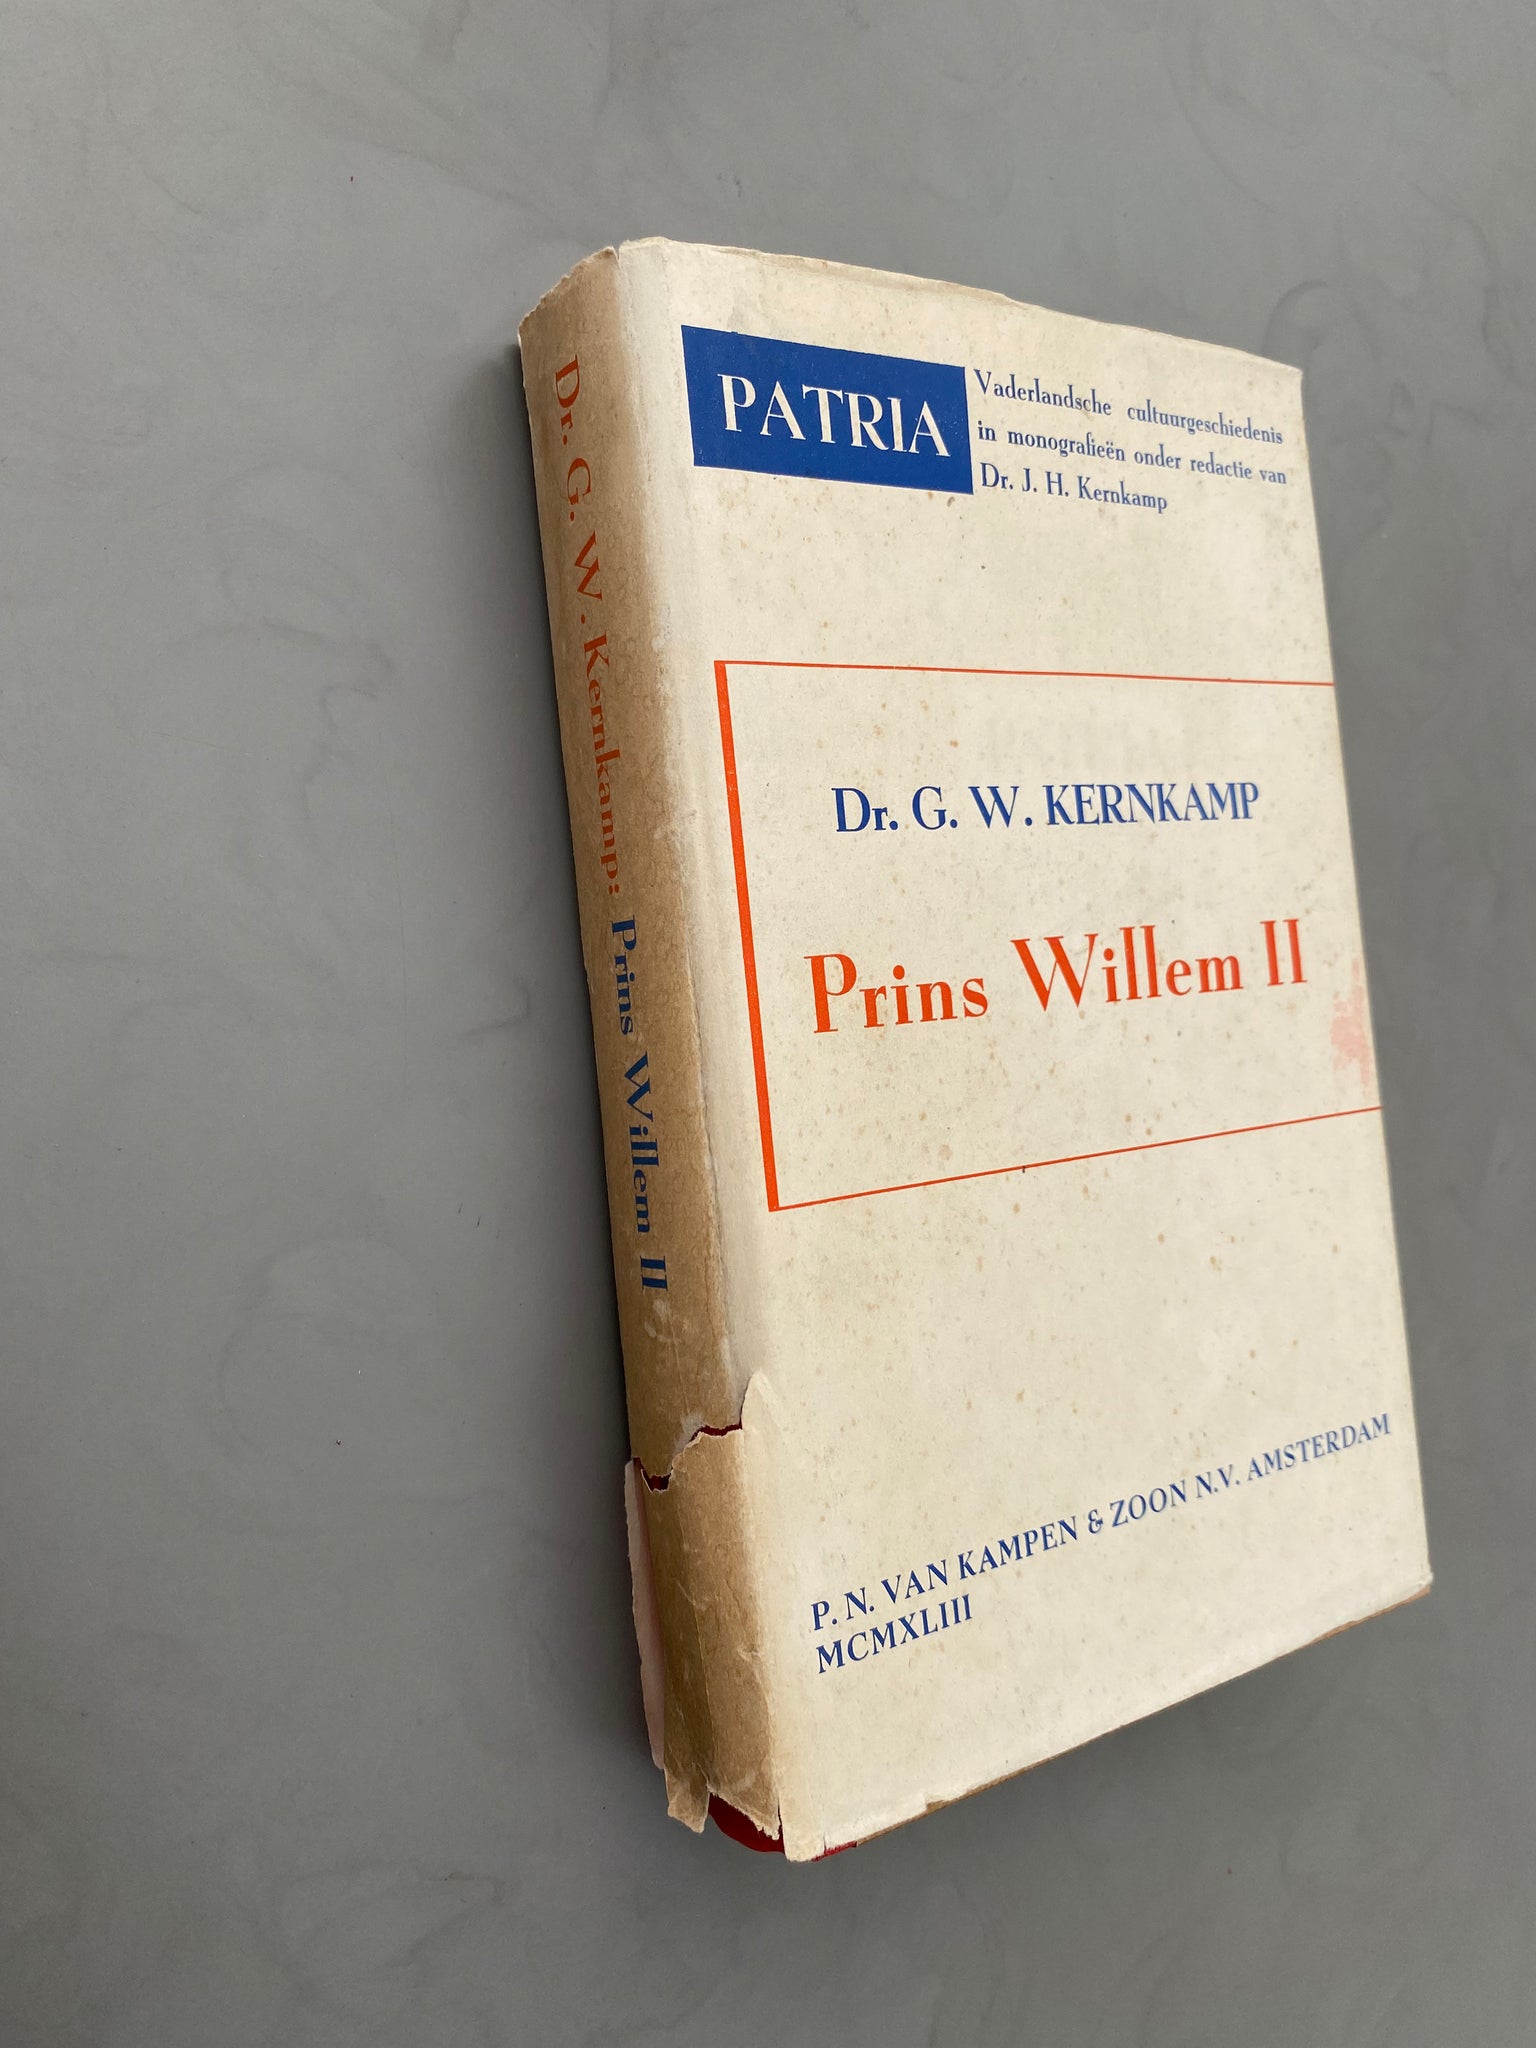 Dr. G. W. Kernkamp: Prins Willem II
PATRIA
Vaderlandsche cultuurgeschiedenis
in monografieën onder redactie van
Dr. J. H. Kernkamp
Dr. G. W. KERNKAMP
Prins Willem II
P. N. VAN KAMPEN & ZOON N.V. AMSTERDAM
MCMXLIII